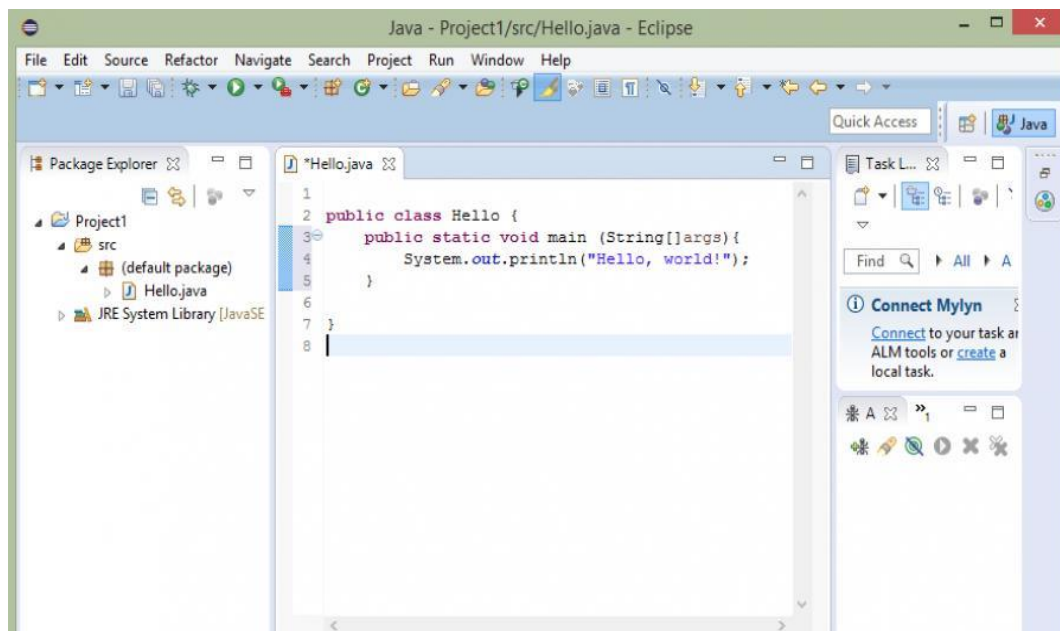 Java - Project1/src/Hello.java - Eclipse
File Edit Source Refactor Navigate Search Project Run Window Help
Quick Access
Java
Package Explorer
Project1
src
(default package)
Hello.java
JRE System Library [JavaSE
*Hello.java
1
2 public class Hello {
3 public static void main (String[]args){
4 System.out.println("Hello, world!");
5 }
6
7 }
8
Task L...
Find All A
Connect Mylyn
Connect to your task ar
ALM tools or create a
local task.
A »1